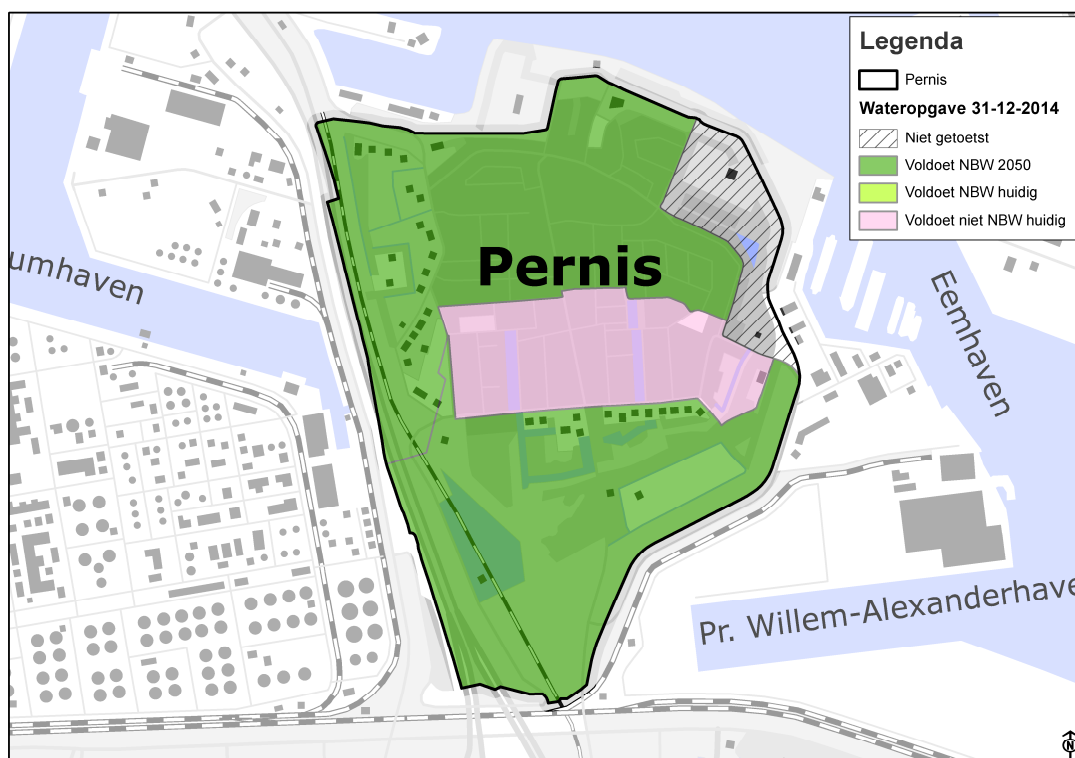 Legenda
Pernis
Wateropgave 31-12-2014
Niet getoetst
Voldoet NBW 2050
Voldoet NBW huidig
Voldoet niet NBW huidig
Pernis
umhaven
Eemhaven
Pr. Willem-Alexanderhave
N